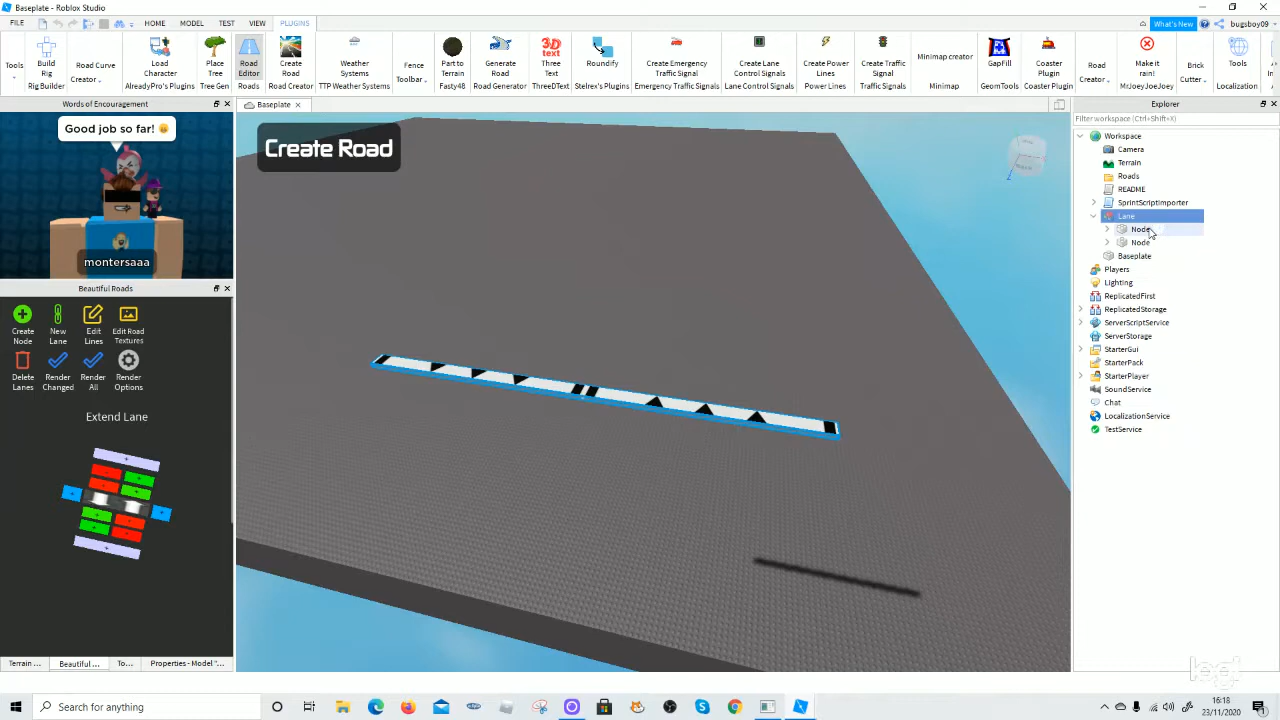 Baseplate - Roblox Studio
FILE HOME MODEL TEST VIEW PLUGINS What's New bugsboy09
Tools
Build Rig
Rig Builder
Road Curve Creator
Load Character
AlreadyPro's Plugins
Place Tree
Tree Gen
Road Editor
Roads
Create Road
Road Creator
Weather Systems
TTP Weather Systems
Fence Toolbar
Part to Terrain
Fasty48
Generate Road
Road Generator
3D text
Three Text
ThreeDText
Roundify
Stelrex's Plugins
Create Emergency Traffic Signal
Emergency Traffic Signals
Create Lane Control Signals
Lane Control Signals
Create Power Lines
Power Lines
Create Traffic Signal
Traffic Signals
Minimap creator
Minimap
GapFill
GeomTools
Coaster Plugin
Coaster Plugin
Road Creator
Make it rain!
MrJoeyJoeJoey
Brick Cutter
Tools
Localization
Words of Encouragement
Good job so far!
montersaaa
Beautiful Roads
Create Node
New Lane
Edit Lines
Edit Road Textures
Delete Lanes
Render Changed
Render All
Render Options
Extend Lane
Terrain ... Beautiful ... To... Properties - Model "...
Baseplate
Create Road
Explorer
Filter workspace (Ctrl+Shift+X)
Workspace
Camera
Terrain
Roads
README
SprintScriptImporter
Lane
Node
Node
Baseplate
Players
Lighting
ReplicatedFirst
ReplicatedStorage
ServerScriptService
ServerStorage
StarterGui
StarterPack
StarterPlayer
SoundService
Chat
LocalizationService
TestService
Type here to search
16:18
23/11/2020